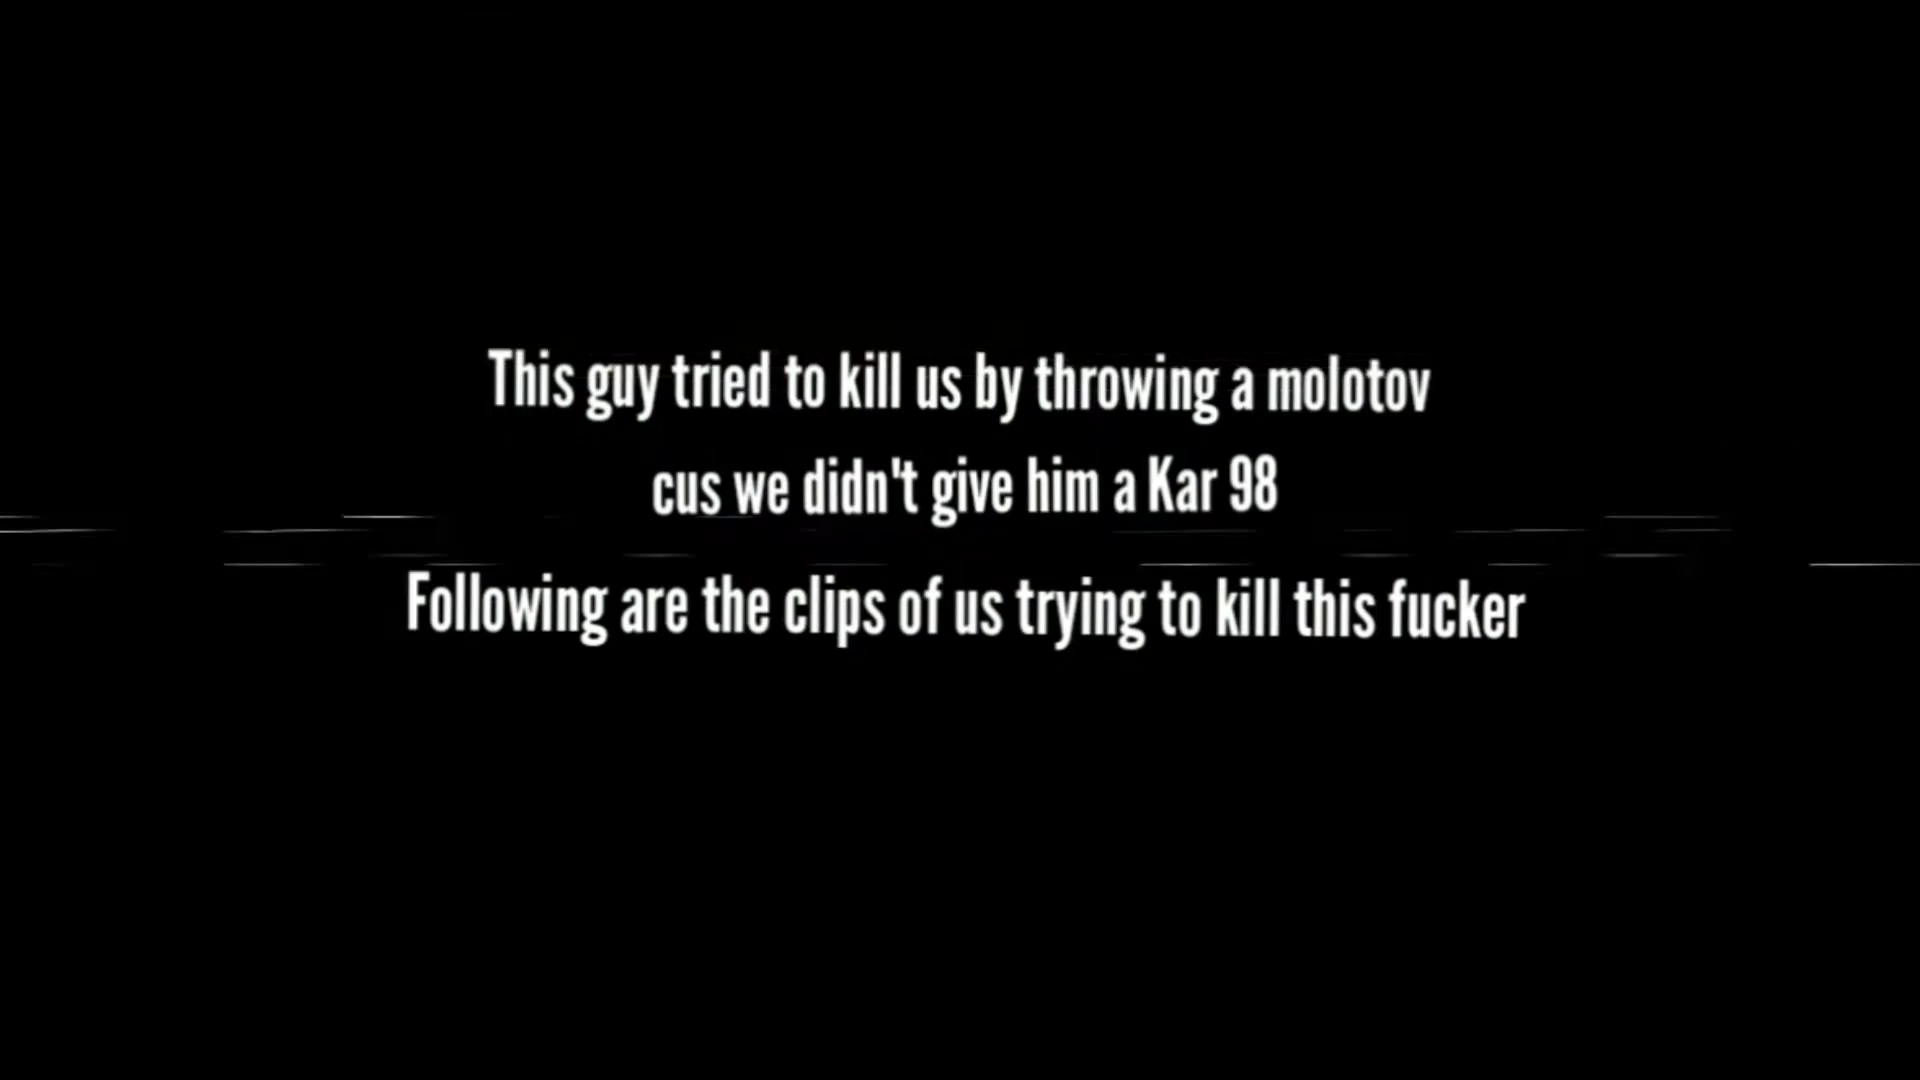 This guy tried to kill us by throwing a molotov
cus we didn't give him a Kar 98
Following are the clips of us trying to kill this fucker